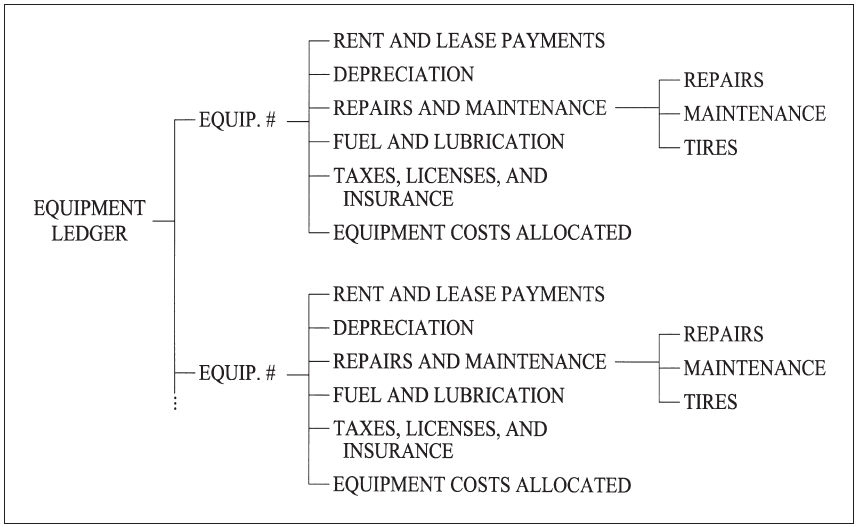 EQUIPMENT
LEDGER
EQUIP. #
RENT AND LEASE PAYMENTS
DEPRECIATION
REPAIRS AND MAINTENANCE
REPAIRS
MAINTENANCE
TIRES
FUEL AND LUBRICATION
TAXES, LICENSES, AND
INSURANCE
EQUIPMENT COSTS ALLOCATED
EQUIP. #
RENT AND LEASE PAYMENTS
DEPRECIATION
REPAIRS AND MAINTENANCE
REPAIRS
MAINTENANCE
TIRES
FUEL AND LUBRICATION
TAXES, LICENSES, AND
INSURANCE
EQUIPMENT COSTS ALLOCATED